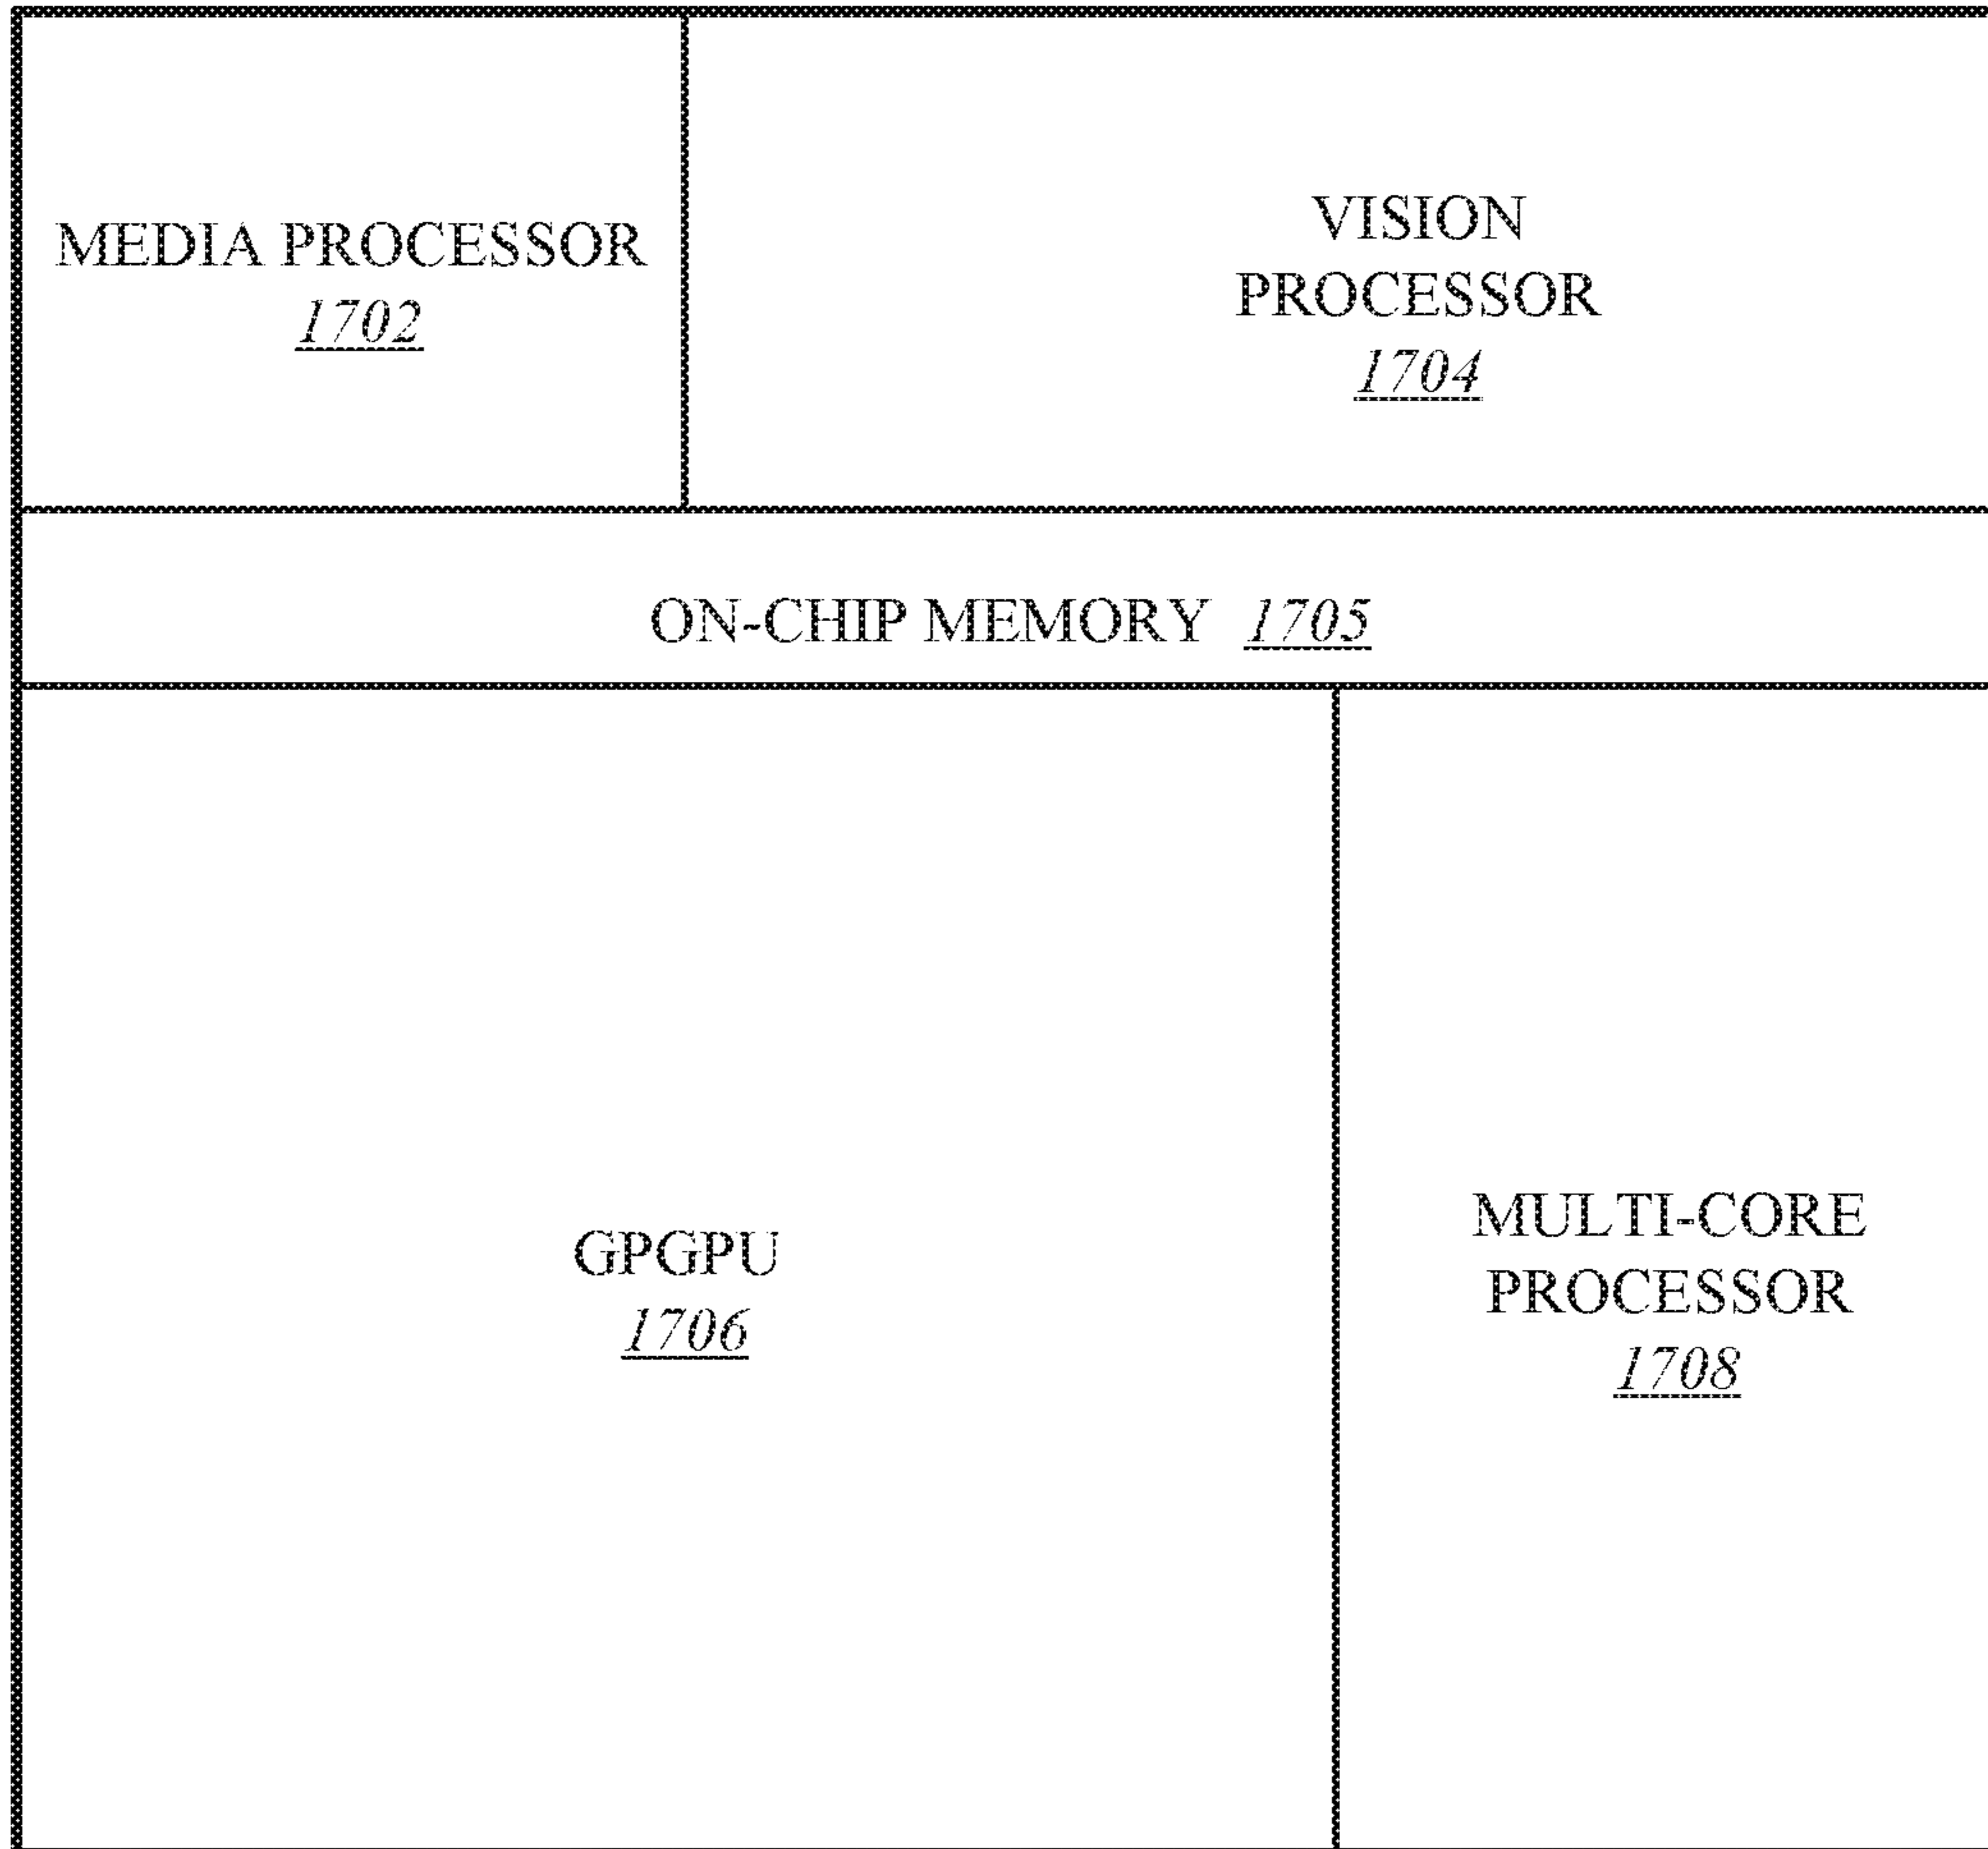 MEDIA PROCESSOR
1702
VISION
PROCESSOR
1704
ON-CHIP MEMORY 1705
GPGPU
1706
MULTI-CORE
PROCESSOR
1708